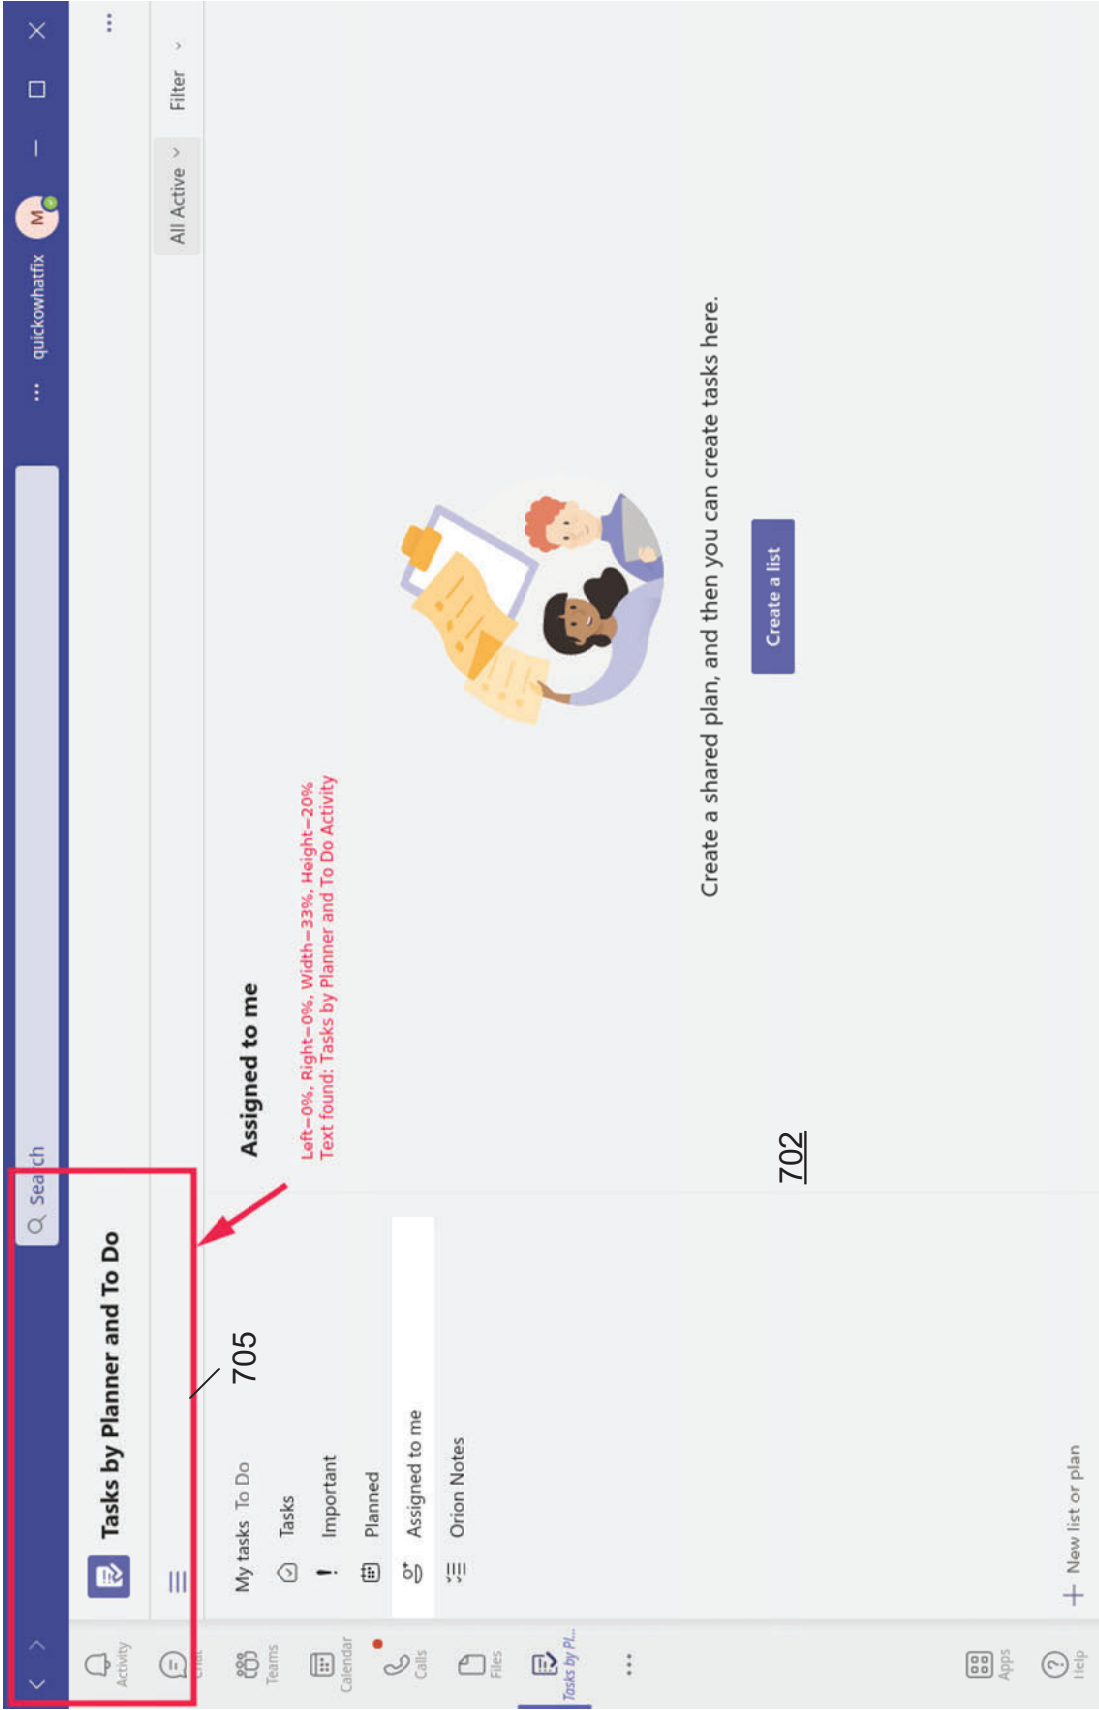 Search
... quickowhatfix M
Tasks by Planner and To Do
...
All Active Filter
Activity
Chat
Teams
Calendar
Calls
Files
Tasks by Pl...
...
Apps
Help
705
My tasks To Do
Tasks
Important
Planned
Assigned to me
Orion Notes
+ New list or plan
Assigned to me
Left=0%, Right=0%, Width=33%, Height=20%
Text found: Tasks by Planner and To Do Activity
Create a shared plan, and then you can create tasks here.
Create a list
702